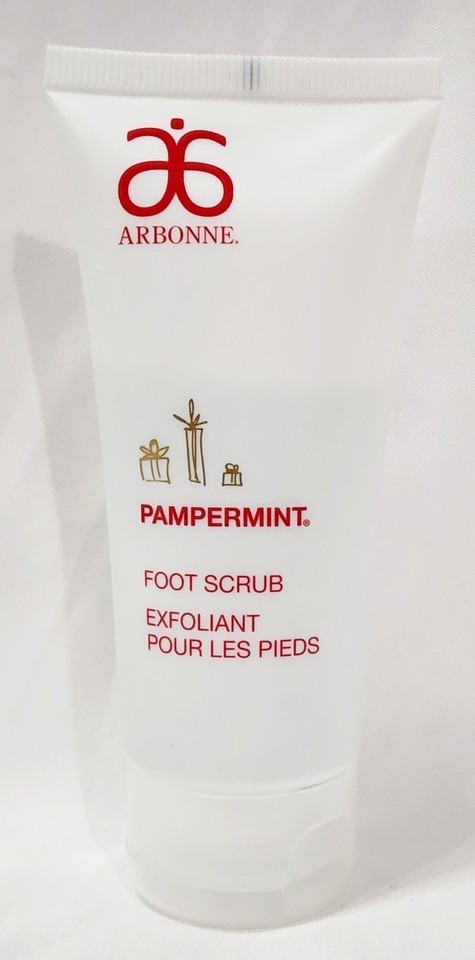 ARBONNE.
PAMPERMINT®
FOOT SCRUB
EXFOLIANT
POUR LES PIEDS